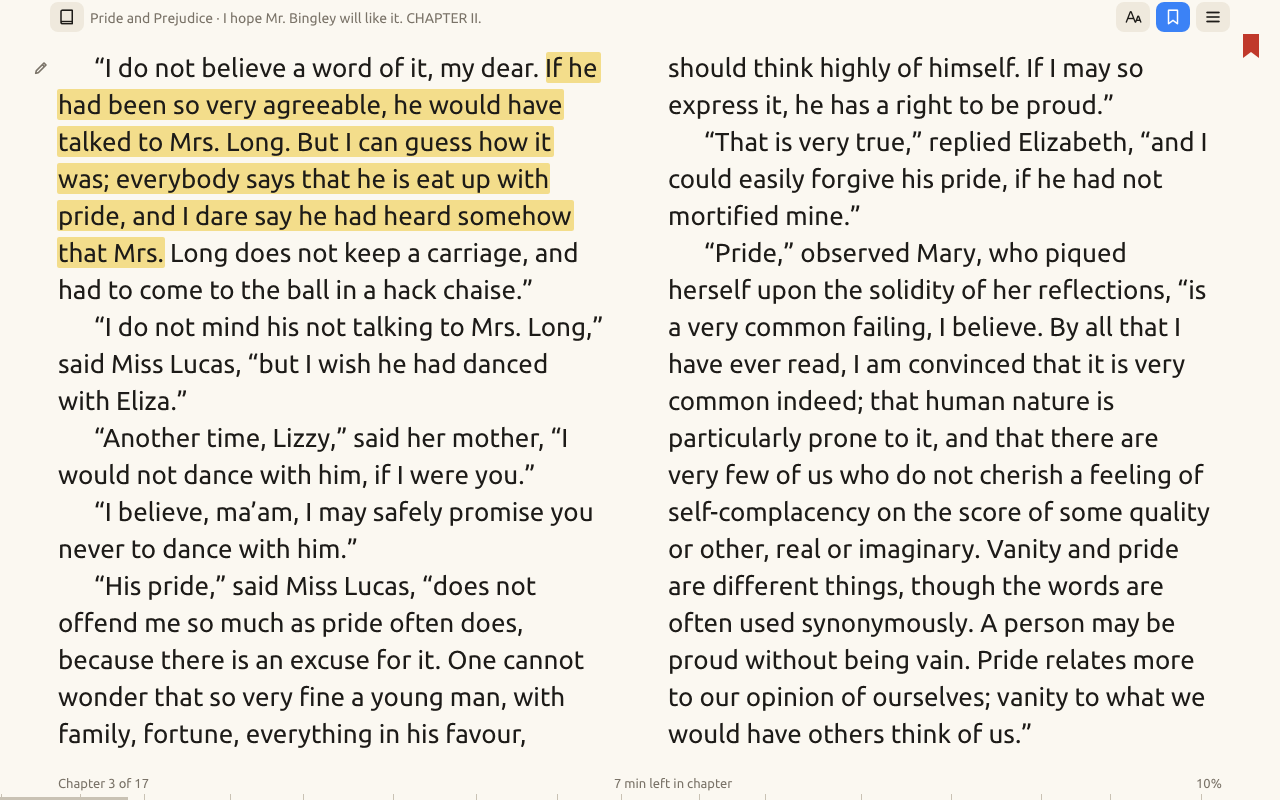 Pride and Prejudice · I hope Mr. Bingley will like it. CHAPTER II.
AA
“I do not believe a word of it, my dear. If he
had been so very agreeable, he would have
talked to Mrs. Long. But I can guess how it
was; everybody says that he is eat up with
pride, and I dare say he had heard somehow
that Mrs. Long does not keep a carriage, and
had to come to the ball in a hack chaise.”
“I do not mind his not talking to Mrs. Long,”
said Miss Lucas, “but I wish he had danced
with Eliza.”
“Another time, Lizzy,” said her mother, “I
would not dance with him, if I were you.”
“I believe, ma’am, I may safely promise you
never to dance with him.”
“His pride,” said Miss Lucas, “does not
offend me so much as pride often does,
because there is an excuse for it. One cannot
wonder that so very fine a young man, with
family, fortune, everything in his favour,
should think highly of himself. If I may so
express it, he has a right to be proud.”
“That is very true,” replied Elizabeth, “and I
could easily forgive his pride, if he had not
mortified mine.”
“Pride,” observed Mary, who piqued
herself upon the solidity of her reflections, “is
a very common failing, I believe. By all that I
have ever read, I am convinced that it is very
common indeed; that human nature is
particularly prone to it, and that there are
very few of us who do not cherish a feeling of
self-complacency on the score of some quality
or other, real or imaginary. Vanity and pride
are different things, though the words are
often used synonymously. A person may be
proud without being vain. Pride relates more
to our opinion of ourselves; vanity to what we
would have others think of us.”
Chapter 3 of 17
7 min left in chapter
10%